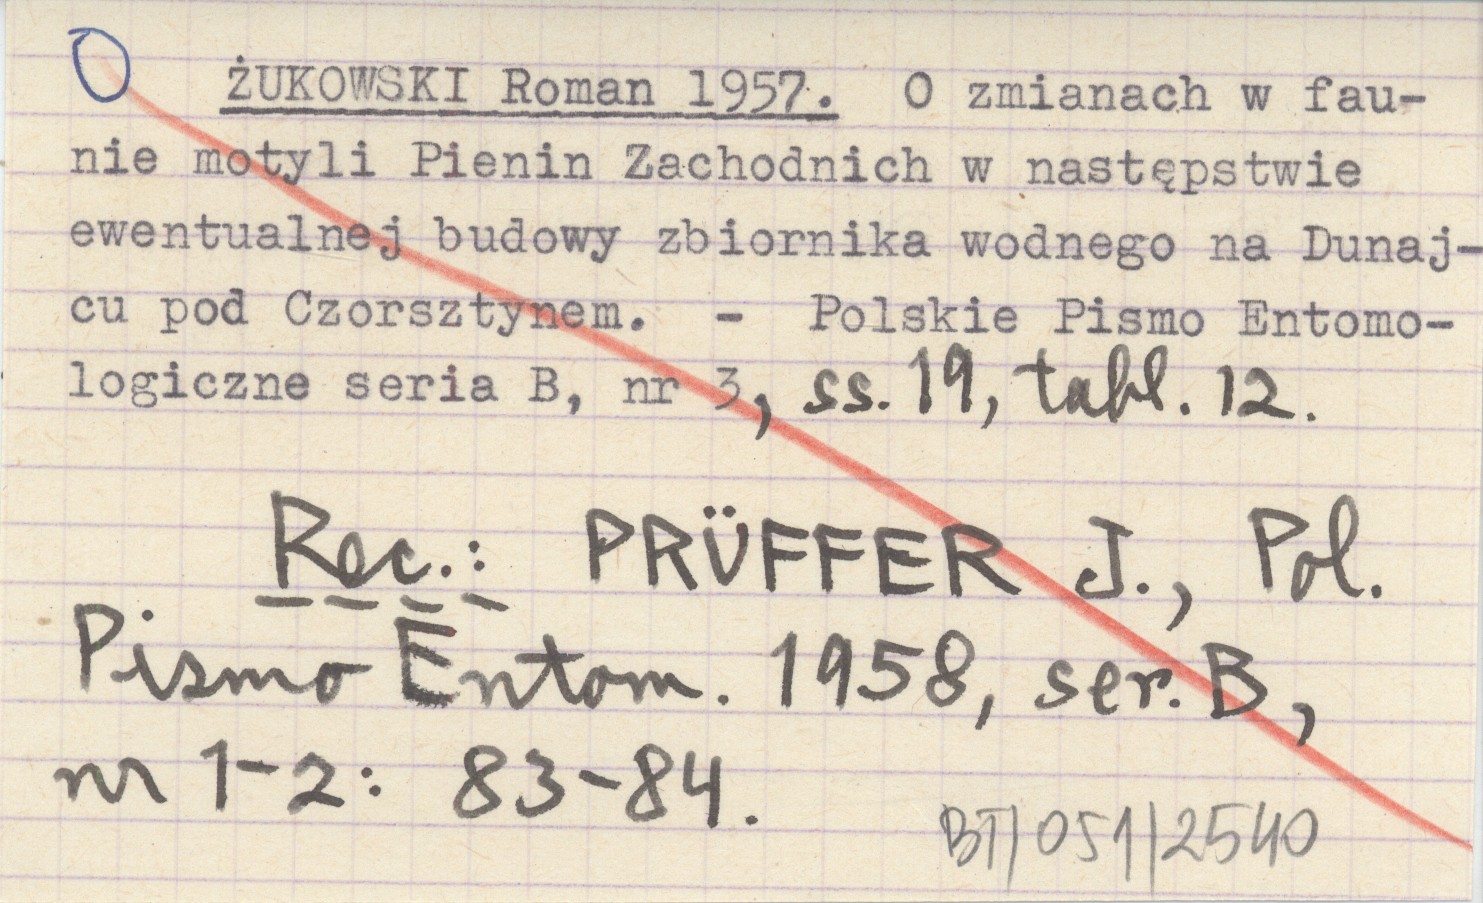 O
ŻUKOWSKI Roman 1957. O zmianach w fau-
nie motyli Pienin Zachodnich w następstwie
ewentualnej budowy zbiornika wodnego na Dunaj-
cu pod Czorsztynem. - Polskie Pismo Entomo-
logiczne seria B, nr 3, ss. 19, tabl. 12.
Rec.: PRÜFFER J., Pol.
Pismo Entom. 1958, ser. B,
nr 1-2: 83-84.
BT/051/2540